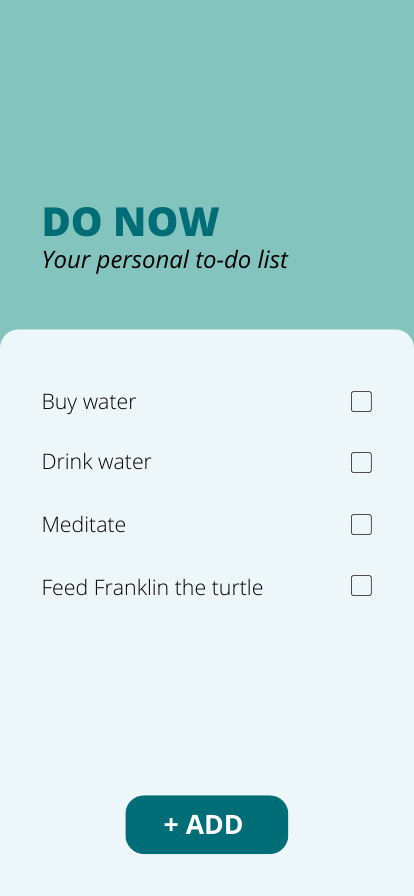 DO NOW
Your personal to-do list
Buy water
Drink water
Meditate
Feed Franklin the turtle
+ ADD